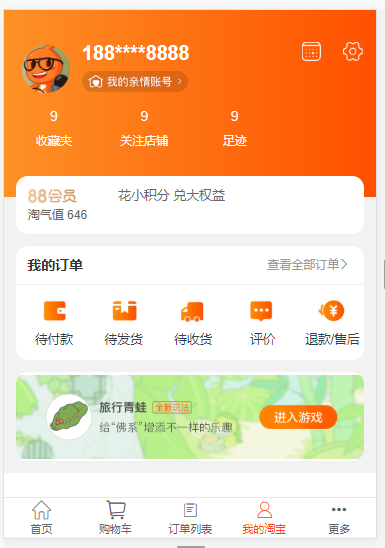 188****8888
我的亲情账号
9 9 9
收藏夹 关注店铺 足迹
88会员 花小积分 兑大权益
淘气值 646
我的订单 查看全部订单
待付款 待发货 待收货 评价 退款/售后
旅行青蛙 全新玩法
给“佛系”增添不一样的乐趣
进入游戏
首页 购物车 订单列表 我的淘宝 更多